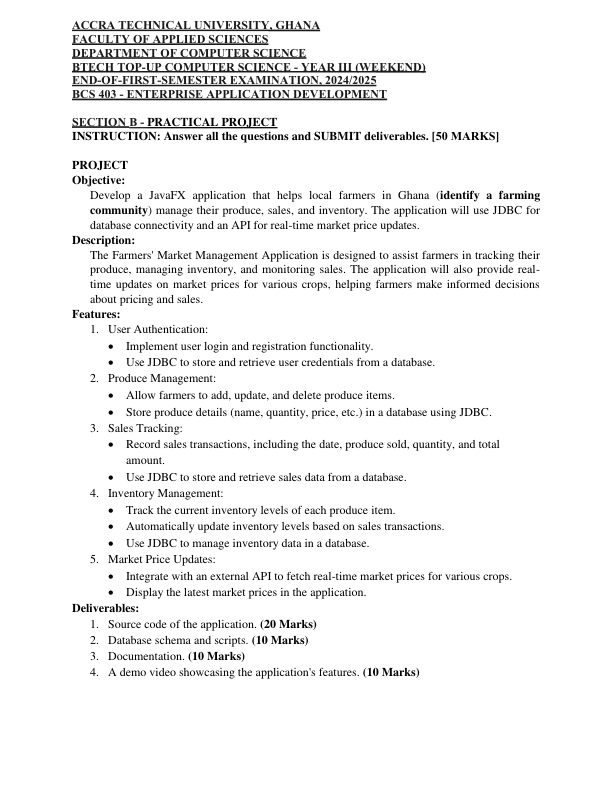 ACCRA TECHNICAL UNIVERSITY, GHANA
FACULTY OF APPLIED SCIENCES
DEPARTMENT OF COMPUTER SCIENCE
BTECH TOP-UP COMPUTER SCIENCE - YEAR III (WEEKEND)
END-OF-FIRST-SEMESTER EXAMINATION, 2024/2025
BCS 403 - ENTERPRISE APPLICATION DEVELOPMENT
SECTION B - PRACTICAL PROJECT
INSTRUCTION: Answer all the questions and SUBMIT deliverables. [50 MARKS]
PROJECT
Objective:
Develop a JavaFX application that helps local farmers in Ghana (identify a farming
community) manage their produce, sales, and inventory. The application will use JDBC for
database connectivity and an API for real-time market price updates.
Description:
The Farmers' Market Management Application is designed to assist farmers in tracking their
produce, managing inventory, and monitoring sales. The application will also provide real-
time updates on market prices for various crops, helping farmers make informed decisions
about pricing and sales.
Features:
1. User Authentication:
• Implement user login and registration functionality.
• Use JDBC to store and retrieve user credentials from a database.
2. Produce Management:
• Allow farmers to add, update, and delete produce items.
• Store produce details (name, quantity, price, etc.) in a database using JDBC.
3. Sales Tracking:
• Record sales transactions, including the date, produce sold, quantity, and total
amount.
• Use JDBC to store and retrieve sales data from a database.
4. Inventory Management:
• Track the current inventory levels of each produce item.
• Automatically update inventory levels based on sales transactions.
• Use JDBC to manage inventory data in a database.
5. Market Price Updates:
• Integrate with an external API to fetch real-time market prices for various crops.
• Display the latest market prices in the application.
Deliverables:
1. Source code of the application. (20 Marks)
2. Database schema and scripts. (10 Marks)
3. Documentation. (10 Marks)
4. A demo video showcasing the application's features. (10 Marks)